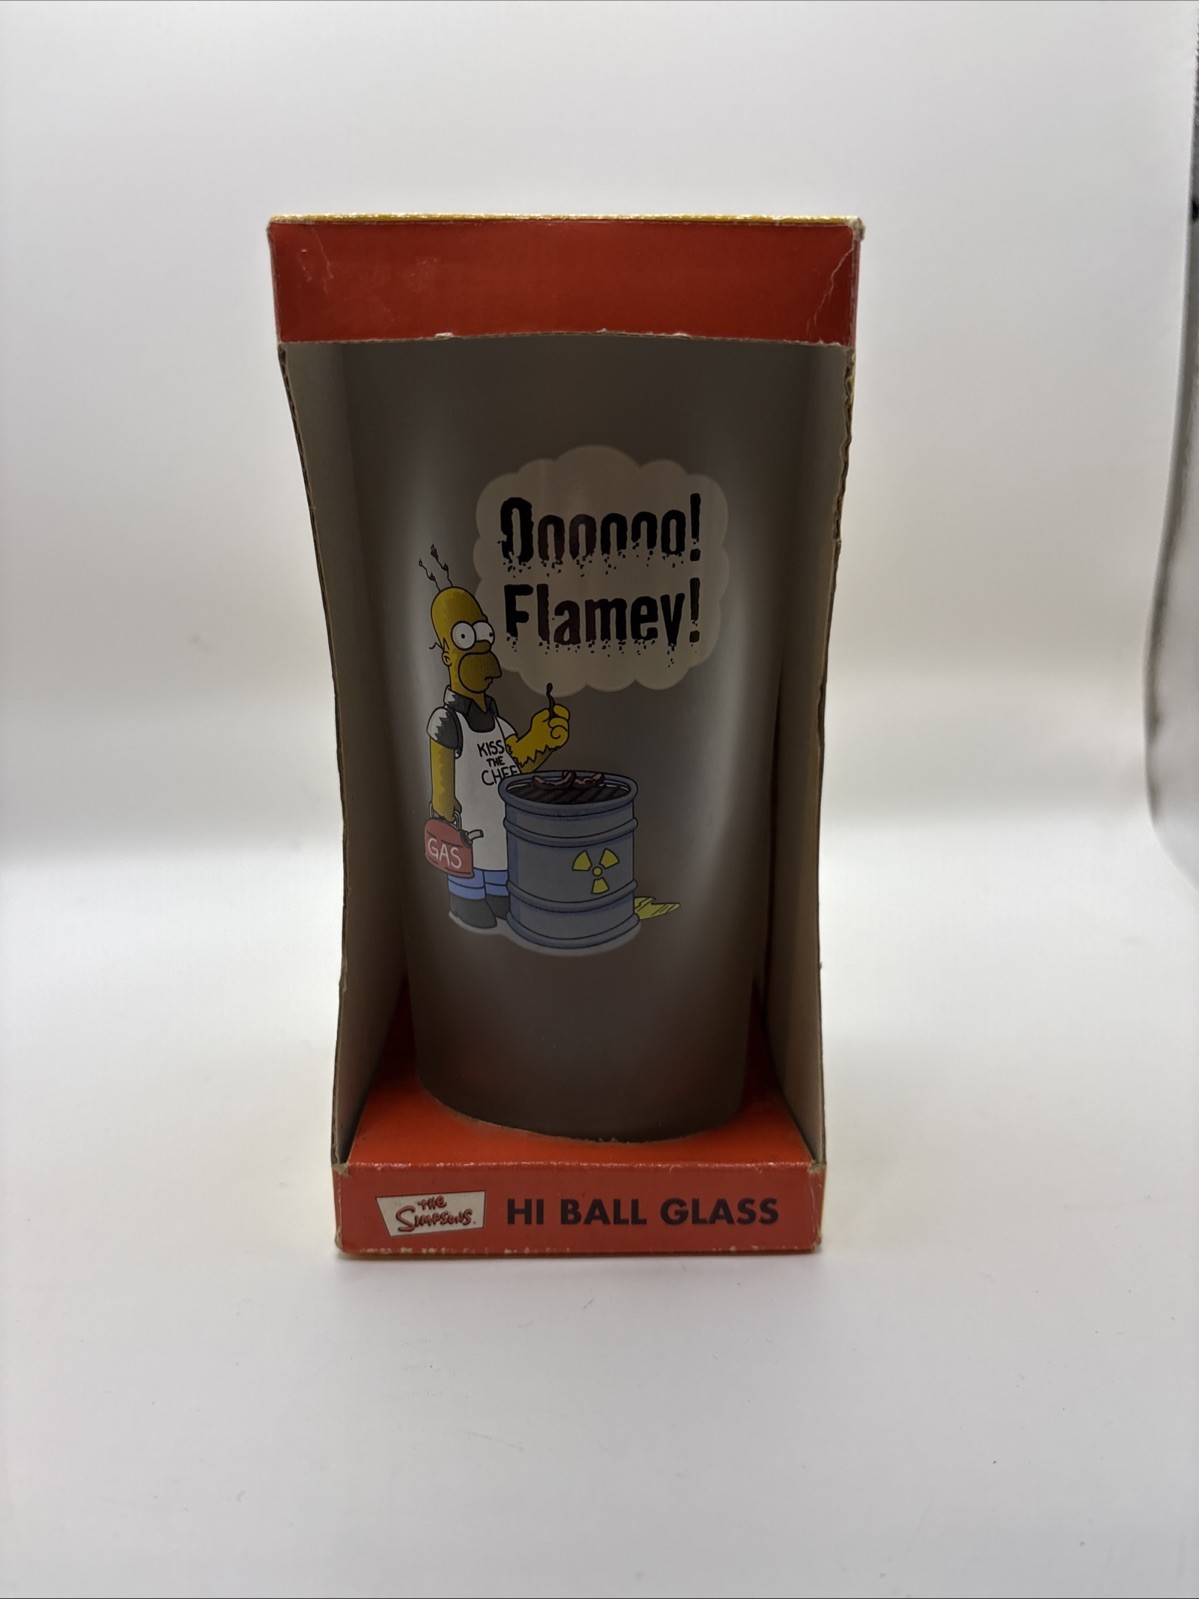 Oooooo!
Flamey!
KISS
THE
CHEF
GAS
THE
SIMPSONS
HI BALL GLASS